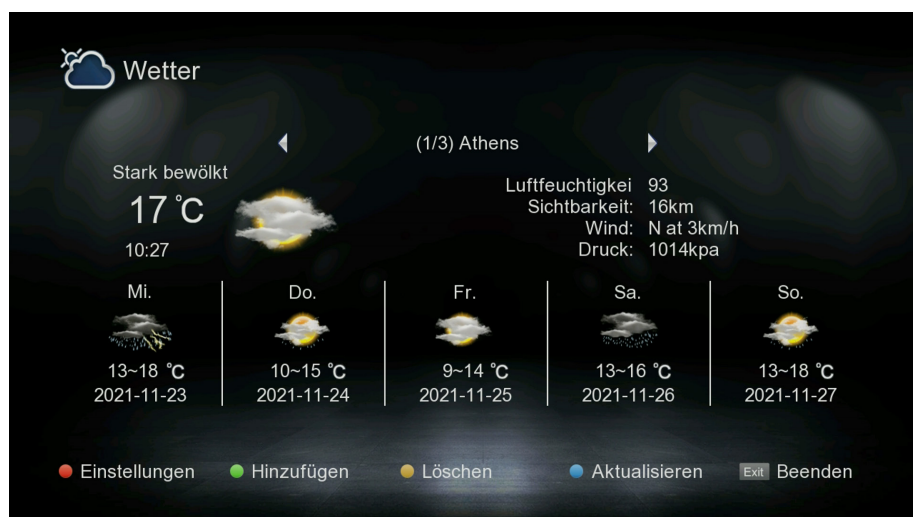 Wetter
(1/3) Athens
Stark bewölkt
17 °C
10:27
Luftfeuchtigkei 93
Sichtbarkeit: 16km
Wind: N at 3km/h
Druck: 1014kpa
Mi. Do. Fr. Sa. So.
13~18 °C 10~15 °C 9~14 °C 13~16 °C 13~18 °C
2021-11-23 2021-11-24 2021-11-25 2021-11-26 2021-11-27
Einstellungen Hinzufügen Löschen Aktualisieren Exit Beenden